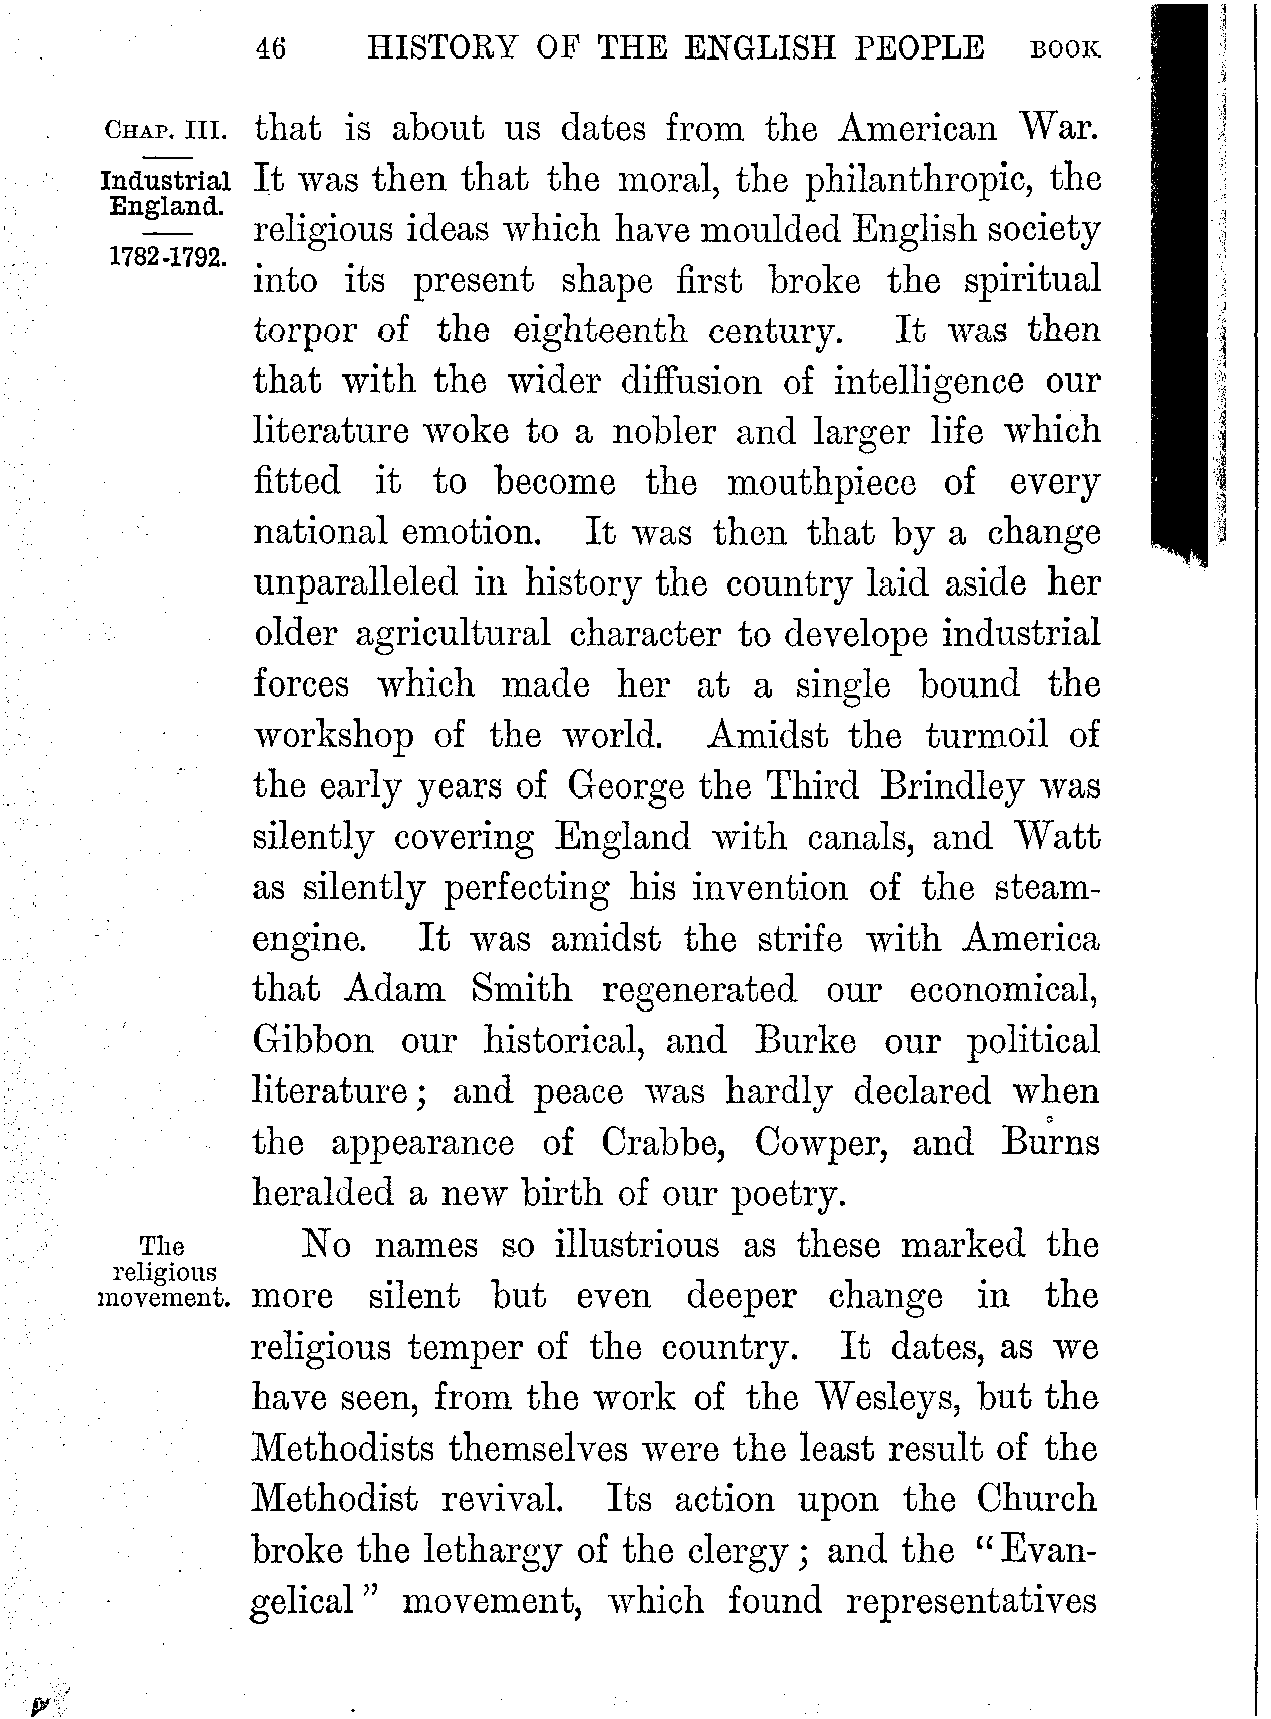 46 HISTORY OF THE ENGLISH PEOPLE BOOK
CHAP. III.
Industrial
England.
1782-1792.
that is about us dates from the American War.
It was then that the moral, the philanthropic, the
religious ideas which have moulded English society
into its present shape first broke the spiritual
torpor of the eighteenth century. It was then
that with the wider diffusion of intelligence our
literature woke to a nobler and larger life which
fitted it to become the mouthpiece of every
national emotion. It was then that by a change
unparalleled in history the country laid aside her
older agricultural character to develope industrial
forces which made her at a single bound the
workshop of the world. Amidst the turmoil of
the early years of George the Third Brindley was
silently covering England with canals, and Watt
as silently perfecting his invention of the steam-
engine. It was amidst the strife with America
that Adam Smith regenerated our economical,
Gibbon our historical, and Burke our political
literature; and peace was hardly declared when
the appearance of Crabbe, Cowper, and Burns
heralded a new birth of our poetry.
The
religious
movement.
No names so illustrious as these marked the
more silent but even deeper change in the
religious temper of the country. It dates, as we
have seen, from the work of the Wesleys, but the
Methodists themselves were the least result of the
Methodist revival. Its action upon the Church
broke the lethargy of the clergy; and the "Evan-
gelical" movement, which found representatives